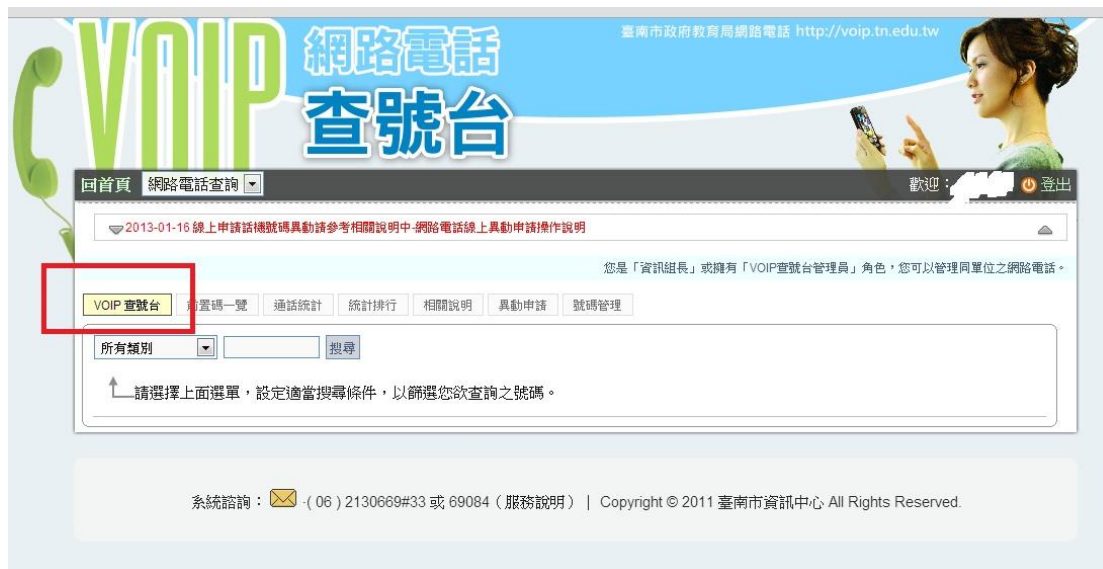 臺南市政府教育局網路電話 http://voip.tn.edu.tw
VOIP 網路電話
查號台
回首頁 網路電話查詢 歡迎： 登出
2013-01-16 線上申請話機號碼異動請參考相關說明中-網路電話線上異動申請操作說明
您是「資訊組長」或擁有「VOIP查號台管理員」角色，您可以管理同單位之網路電話。
VOIP 查號台 前置碼一覽 通話統計 統計排行 相關說明 異動申請 號碼管理
所有類別 搜尋
請選擇上面選單，設定適當搜尋條件，以篩選您欲查詢之號碼。
系統諮詢： -( 06 ) 2130669#33 或 69084（服務說明） | Copyright © 2011 臺南市資訊中心 All Rights Reserved.